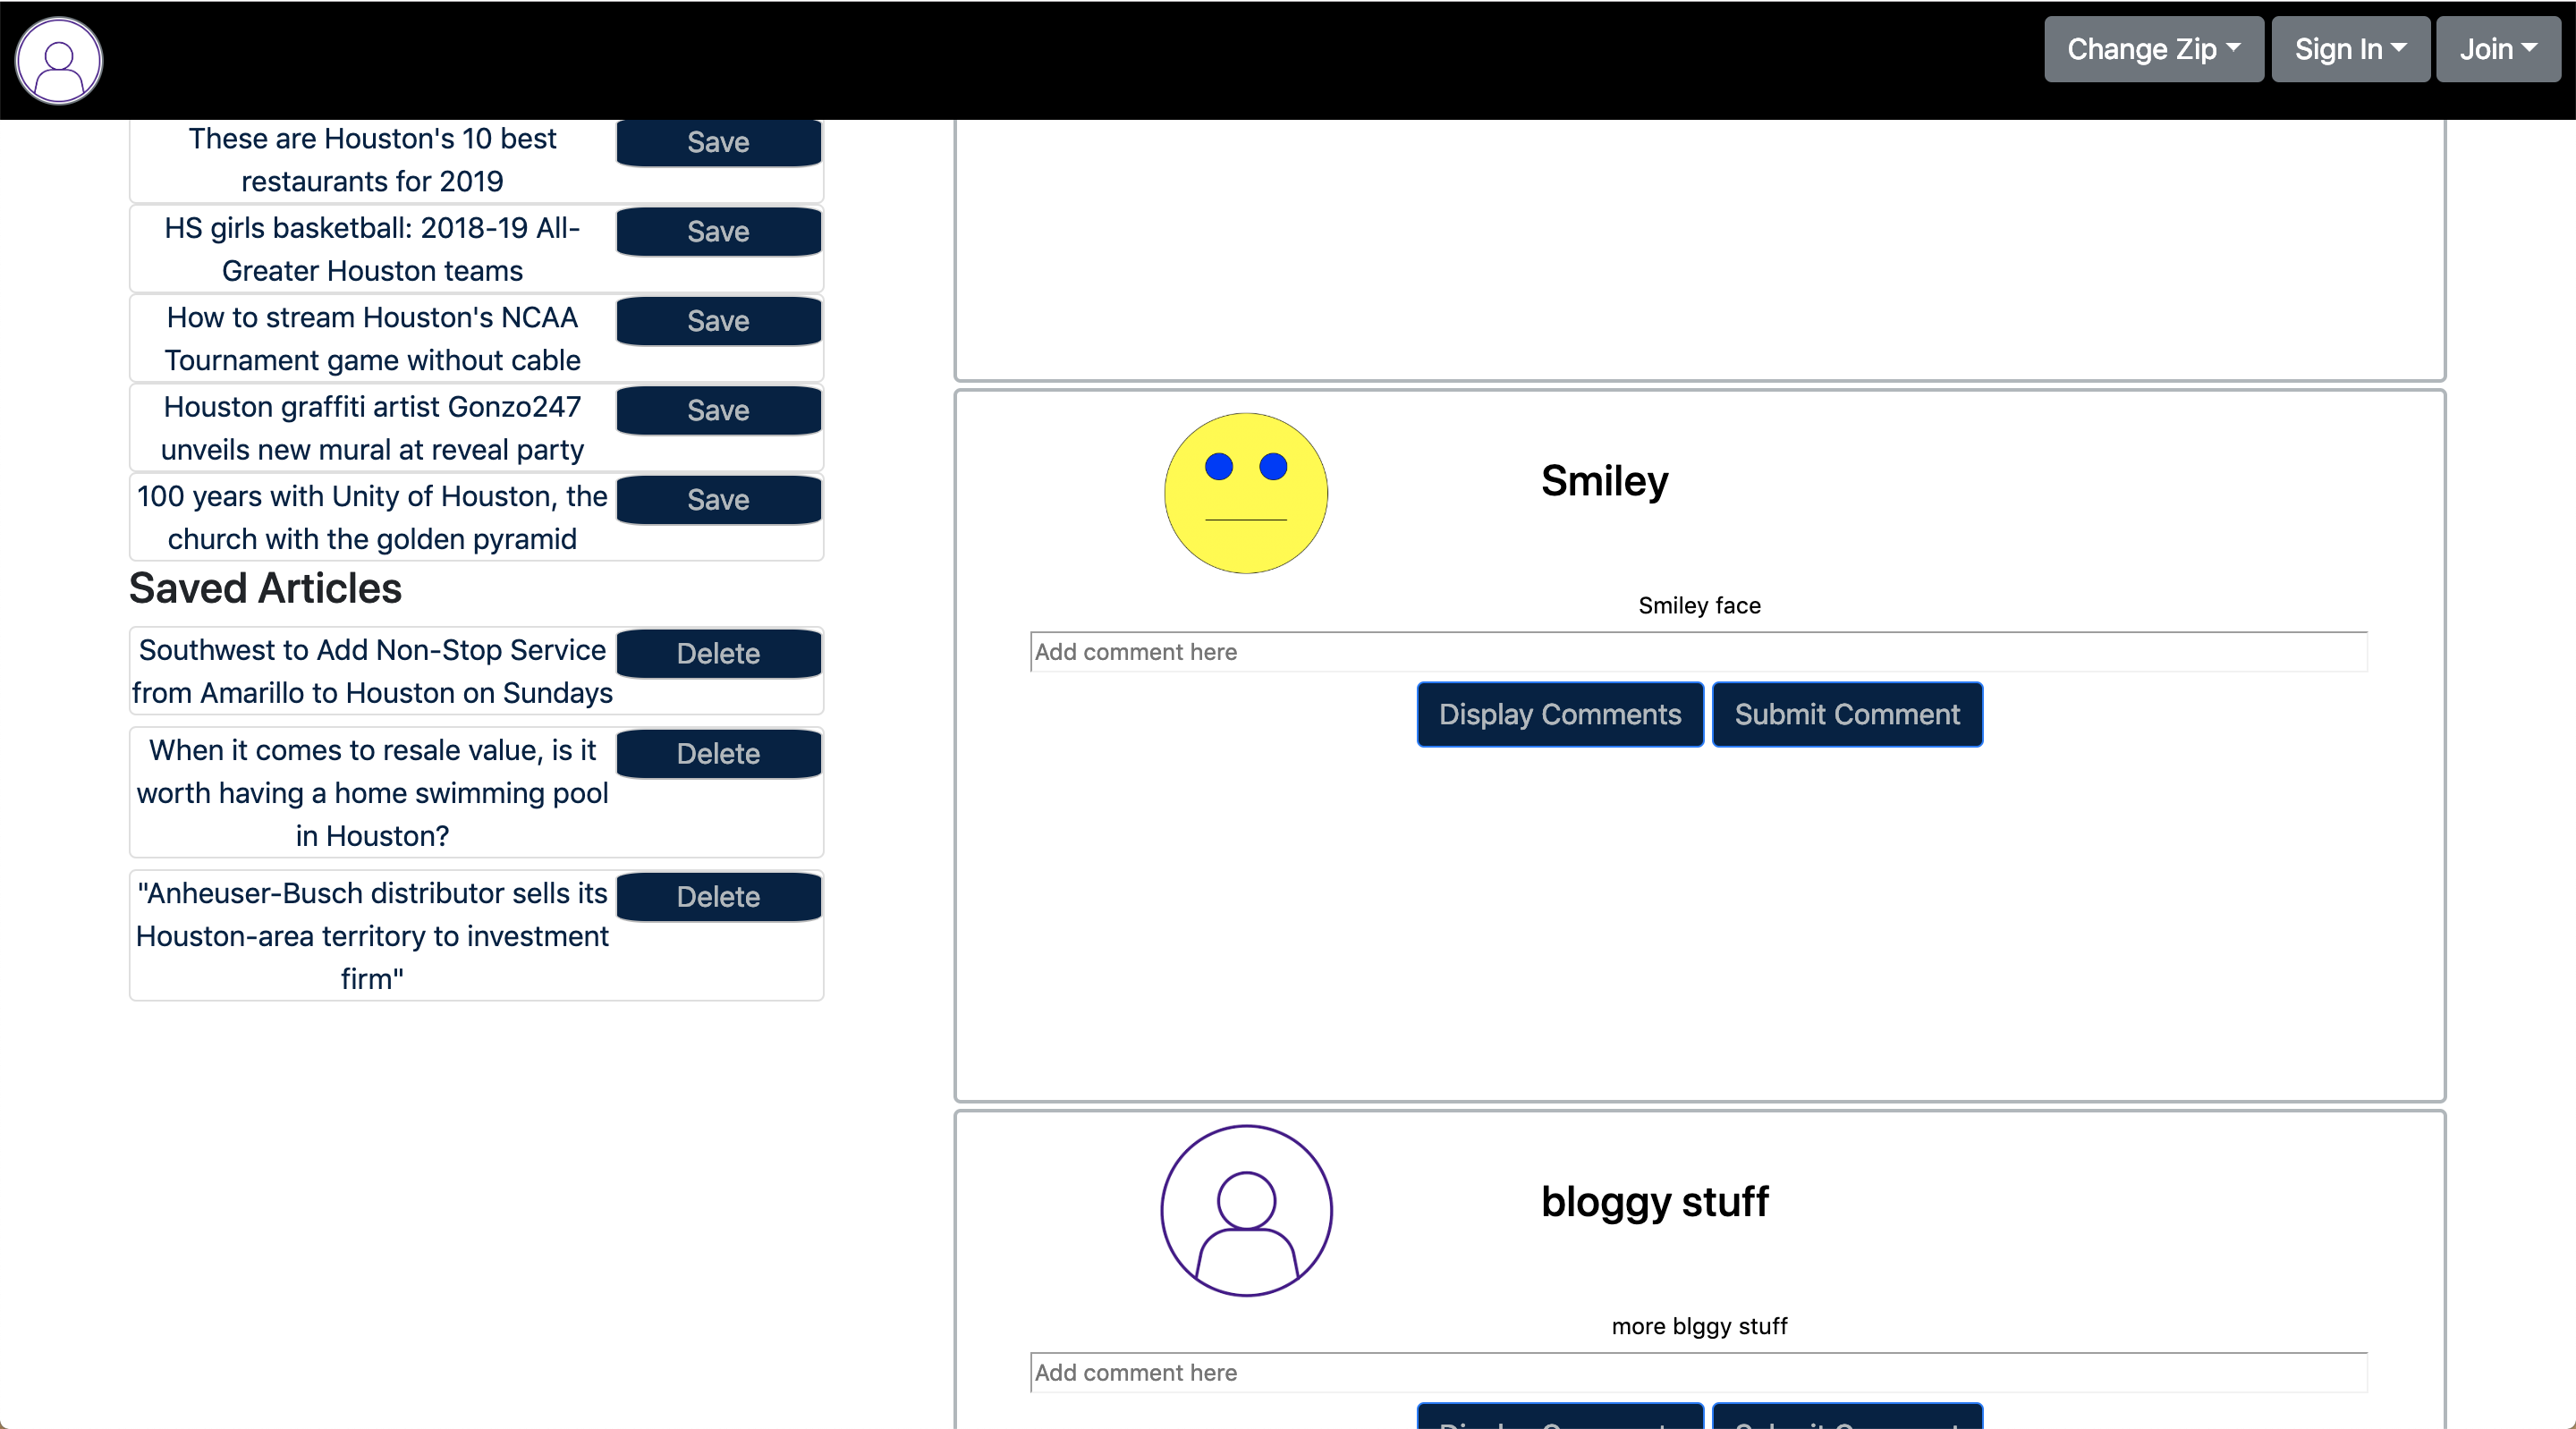 Change Zip
Sign In
Join
These are Houston's 10 best
restaurants for 2019
Save
HS girls basketball: 2018-19 All-
Greater Houston teams
Save
How to stream Houston's NCAA
Tournament game without cable
Save
Houston graffiti artist Gonzo247
unveils new mural at reveal party
Save
100 years with Unity of Houston, the
church with the golden pyramid
Save
Saved Articles
Southwest to Add Non-Stop Service
from Amarillo to Houston on Sundays
Delete
When it comes to resale value, is it
worth having a home swimming pool
in Houston?
Delete
"Anheuser-Busch distributor sells its
Houston-area territory to investment
firm"
Delete
Smiley
Smiley face
Add comment here
Display Comments
Submit Comment
bloggy stuff
more blggy stuff
Add comment here